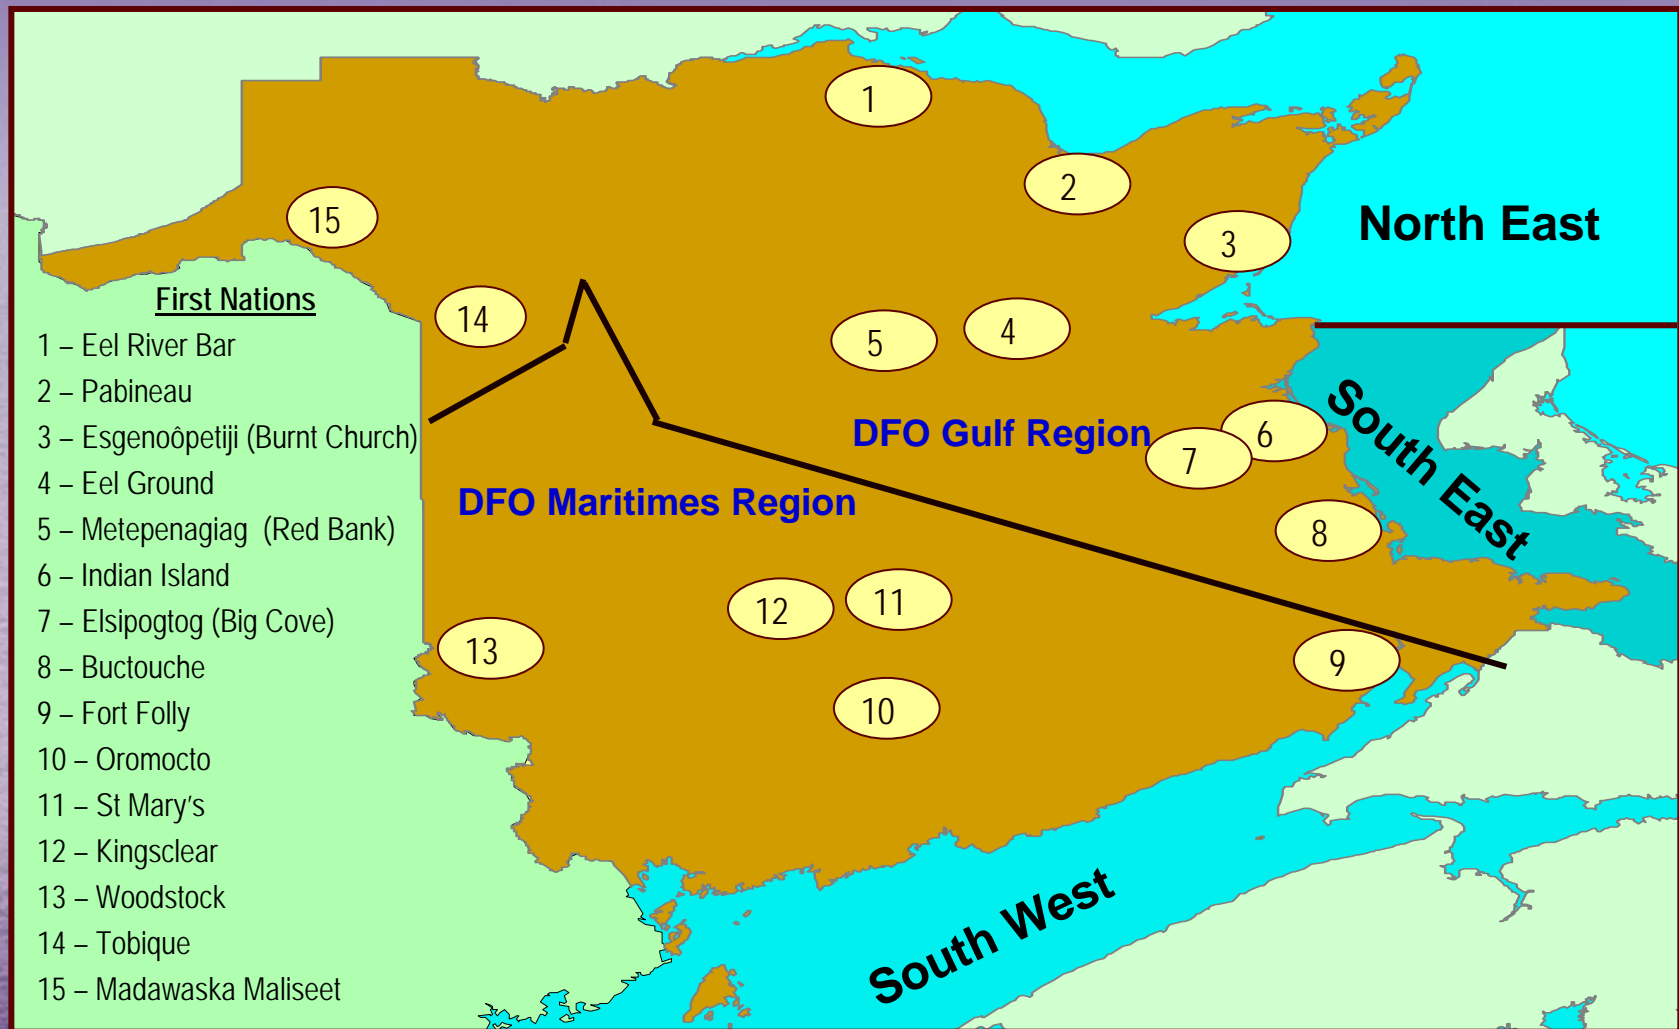 1
2
3
15
North East
First Nations
1 – Eel River Bar
2 – Pabineau
3 – Esgenoôpetiji (Burnt Church)
4 – Eel Ground
5 – Metepenagiag (Red Bank)
6 – Indian Island
7 – Elsipogtog (Big Cove)
8 – Buctouche
9 – Fort Folly
10 – Oromocto
11 – St Mary's
12 – Kingsclear
13 – Woodstock
14 – Tobique
15 – Madawaska Maliseet
14
5
4
DFO Gulf Region
6
7
South East
DFO Maritimes Region
8
12
11
13
9
10
South West